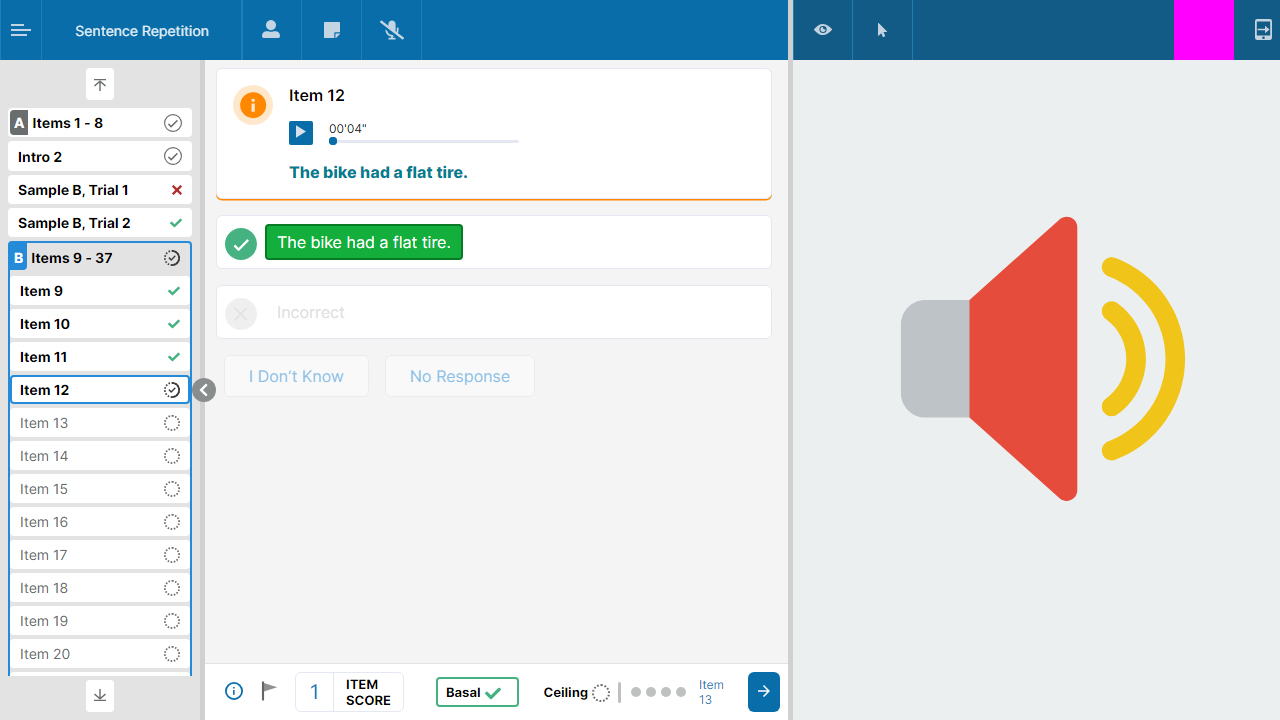 Sentence Repetition
A Items 1 - 8
Intro 2
Sample B, Trial 1
Sample B, Trial 2
B Items 9 - 37
Item 9
Item 10
Item 11
Item 12
Item 13
Item 14
Item 15
Item 16
Item 17
Item 18
Item 19
Item 20
Item 12
00'04"
The bike had a flat tire.
The bike had a flat tire.
Incorrect
I Don’t Know
No Response
1
ITEM
SCORE
Basal
Ceiling
Item
13